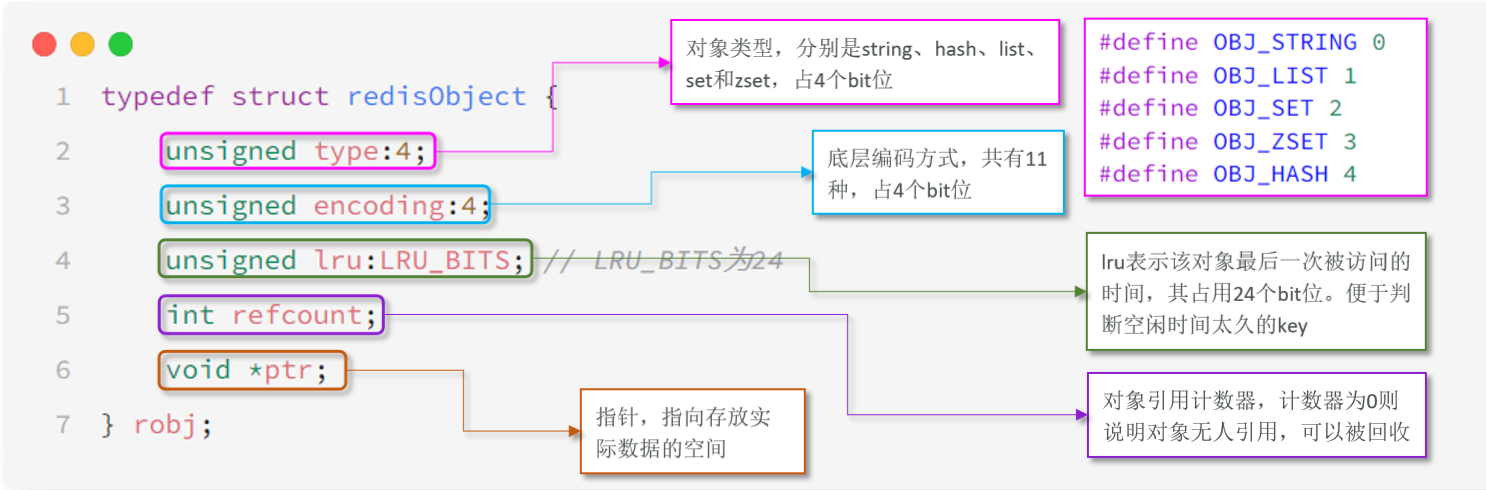 1 typedef struct redisObject {
2 unsigned type:4;
3 unsigned encoding:4;
4 unsigned lru:LRU_BITS; // LRU_BITS为24
5 int refcount;
6 void *ptr;
7 } robj;
对象类型，分别是string、hash、list、
set和zset，占4个bit位
#define OBJ_STRING 0
#define OBJ_LIST 1
#define OBJ_SET 2
#define OBJ_ZSET 3
#define OBJ_HASH 4
底层编码方式，共有11
种，占4个bit位
lru表示该对象最后一次被访问的
时间，其占用24个bit位。便于判
断空闲时间太久的key
对象引用计数器，计数器为0则
说明对象无人引用，可以被回收
指针，指向存放实
际数据的空间